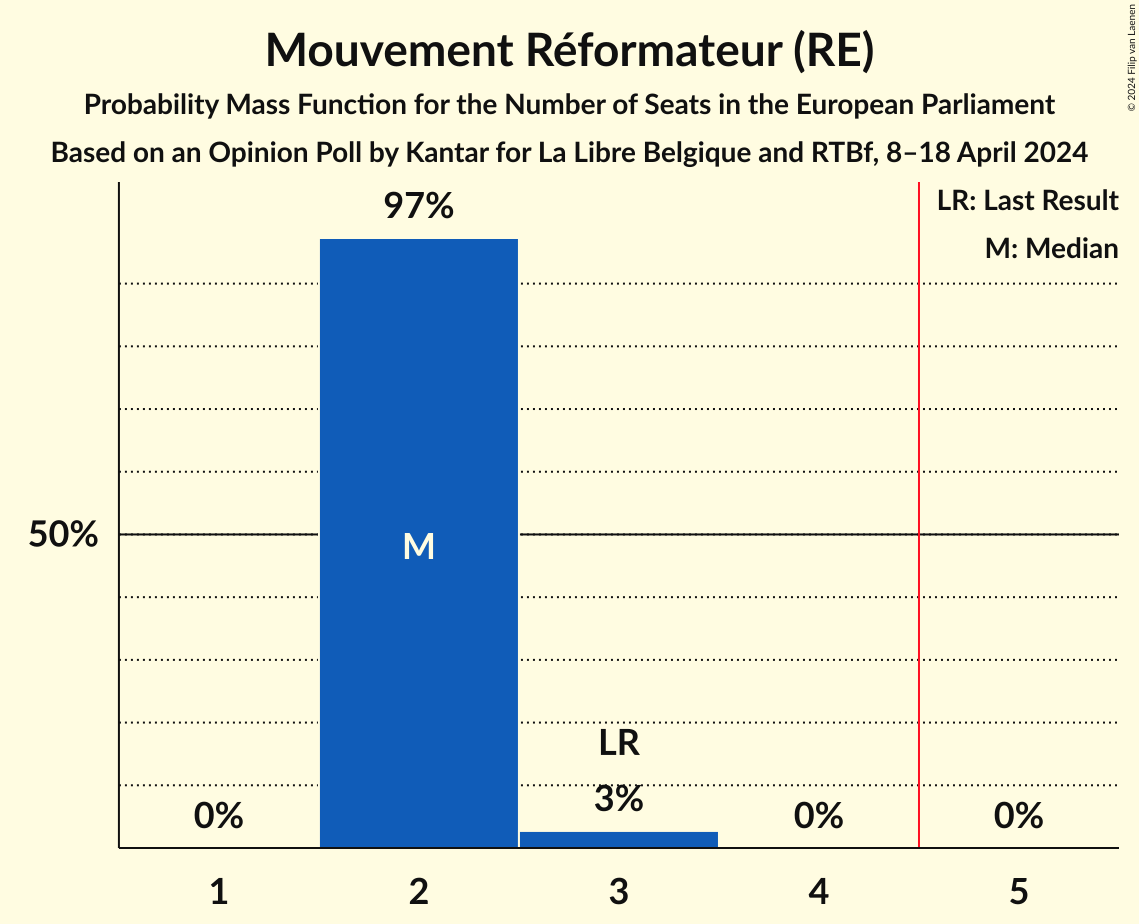 Mouvement Réformateur (RE)
Probability Mass Function for the Number of Seats in the European Parliament
Based on an Opinion Poll by Kantar for La Libre Belgique and RTBf, 8–18 April 2024
© 2024 Filip van Laenen
LR: Last Result
M: Median
97%
50%
M
LR
0%
3%
0%
0%
1 2 3 4 5